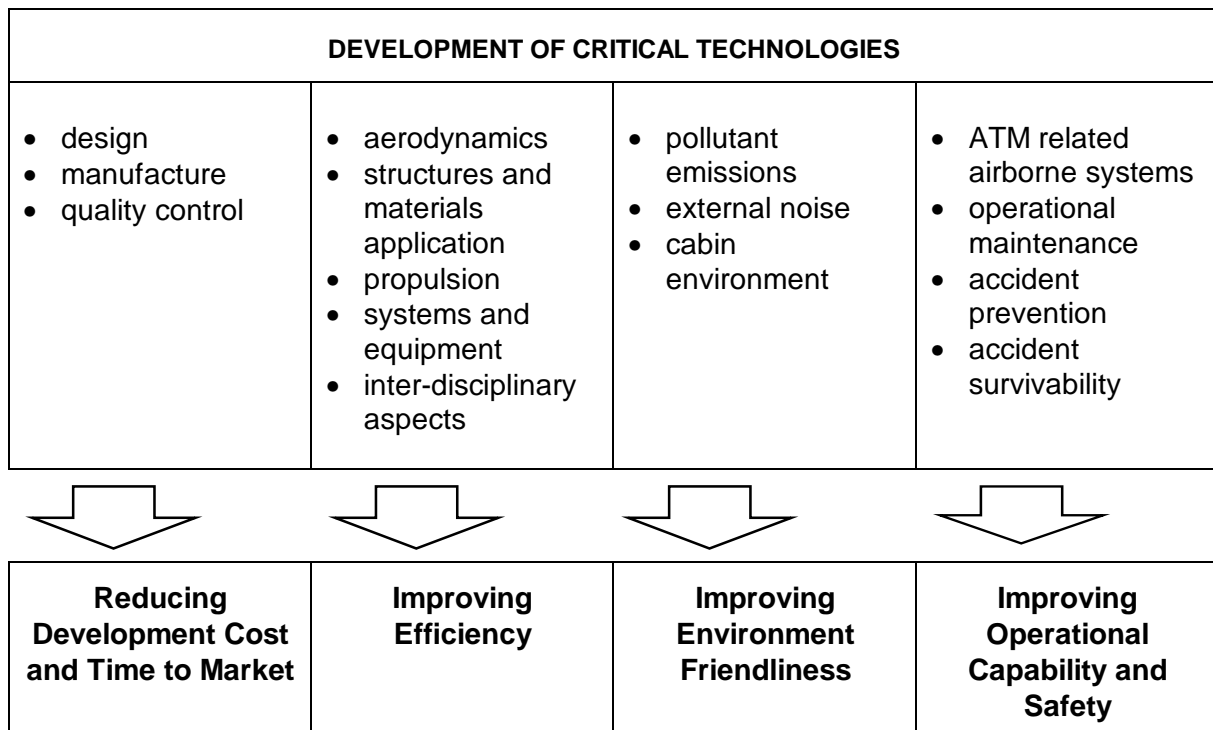 DEVELOPMENT OF CRITICAL TECHNOLOGIES
• design
• manufacture
• quality control
• aerodynamics
• structures and
materials
application
• propulsion
• systems and
equipment
• inter-disciplinary
aspects
• pollutant
emissions
• external noise
• cabin
environment
• ATM related
airborne systems
• operational
maintenance
• accident
prevention
• accident
survivability
Reducing
Development Cost
and Time to Market
Improving
Efficiency
Improving
Environment
Friendliness
Improving
Operational
Capability and
Safety